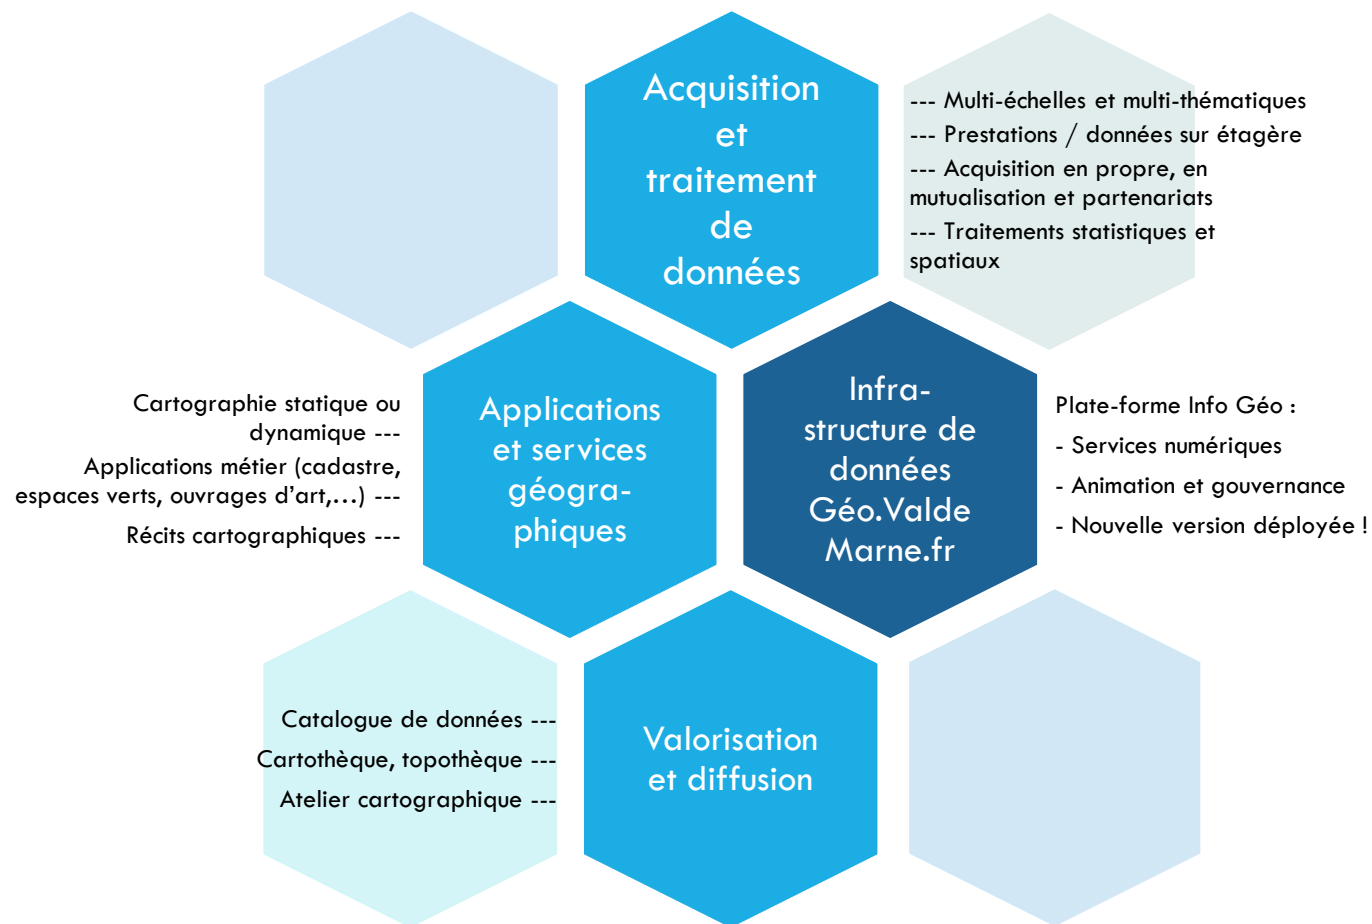 Acquisition
et
traitement
de
données
--- Multi-échelles et multi-thématiques
--- Prestations / données sur étagère
--- Acquisition en propre, en
mutualisation et partenariats
--- Traitements statistiques et
spatiaux
Cartographie statique ou
dynamique ---
Applications métier (cadastre,
espaces verts, ouvrages d’art,…) ---
Récits cartographiques ---
Applications
et services
géogra-
phiques
Infra-
structure de
données
Géo.Valde
Marne.fr
Plate-forme Info Géo :
- Services numériques
- Animation et gouvernance
- Nouvelle version déployée !
Catalogue de données ---
Cartothèque, topothèque ---
Atelier cartographique ---
Valorisation
et diffusion